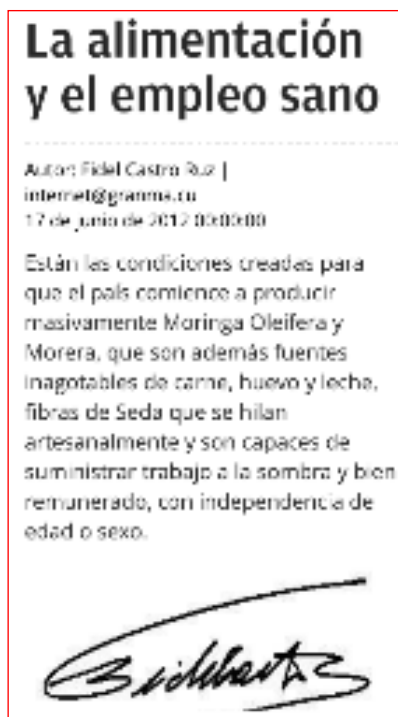 La alimentación
y el empleo sano
Autor: Fidel Castro Ruz |
internet@granma.cu
17 de junio de 2012 00:00:00
Están las condiciones creadas para
que el país comience a producir
masivamente Moringa Oleifera y
Morera, que son además fuentes
inagotables de carne, huevo y leche,
fibras de Seda que se hilan
artesanalmente y son capaces de
suministrar trabajo a la sombra y bien
remunerado, con independencia de
edad o sexo.